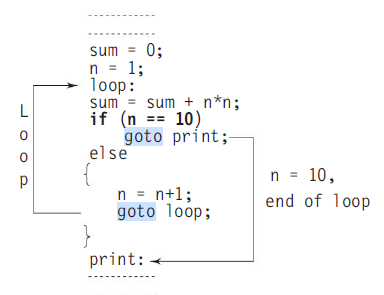 ------------
------------
sum = 0;
n = 1;
loop:
sum = sum + n*n;
if (n == 10)
goto print;
else
{
n = n+1;
goto loop;
}
print:
------------
Loop
n = 10,
end of loop